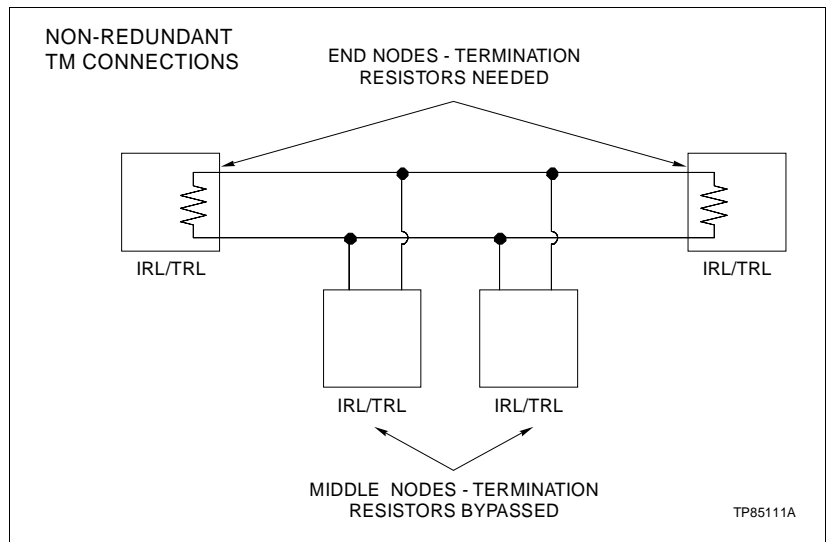 NON-REDUNDANT
TM CONNECTIONS
END NODES - TERMINATION
RESISTORS NEEDED
IRL/TRL
IRL/TRL
IRL/TRL
IRL/TRL
MIDDLE NODES - TERMINATION
RESISTORS BYPASSED
TP85111A